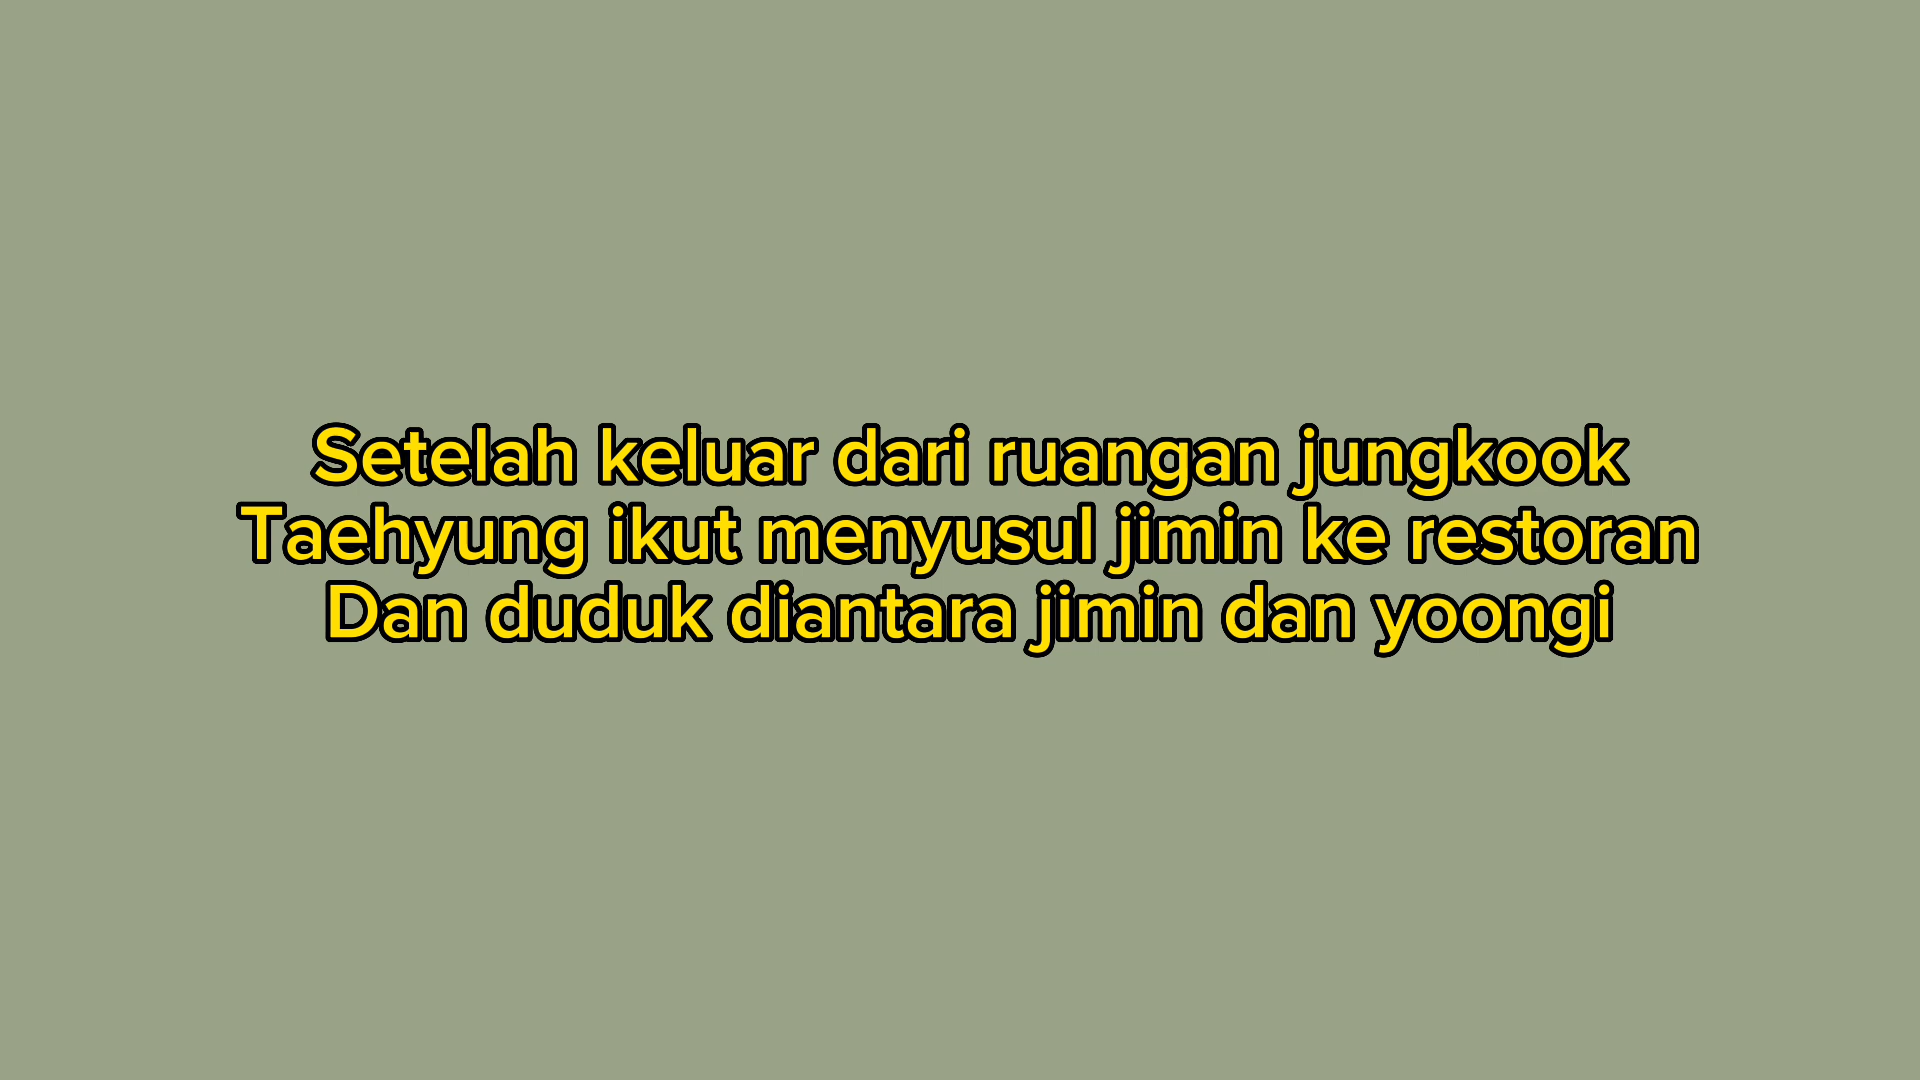 Setelah keluar dari ruangan jungkook
Taehyung ikut menyusul jimin ke restoran
Dan duduk diantara jimin dan yoongi